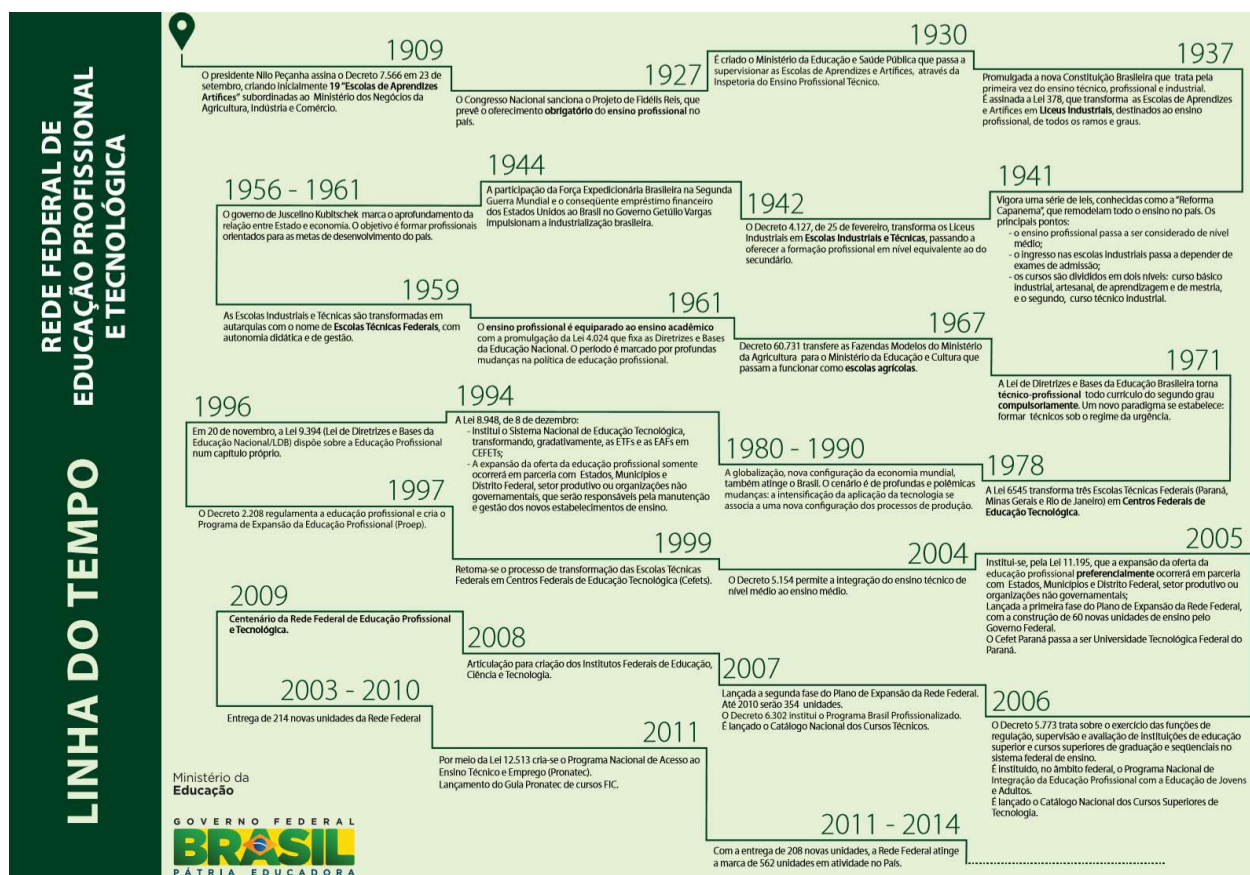 REDE FEDERAL DE
EDUCAÇÃO PROFISSIONAL
E TECNOLÓGICA
LINHA DO TEMPO
1909
O presidente Nilo Peçanha assina o Decreto 7.566 em 23 de
setembro, criando inicialmente 19 "Escolas de Aprendizes
Artífices" subordinadas ao Ministério dos Negócios da
Agricultura, Indústria e Comércio.
1927
O Congresso Nacional sanciona o Projeto de Fidélis Reis, que
prevê o oferecimento obrigatório do ensino profissional no
país.
1930
É criado o Ministério da Educação e Saúde Pública que passa a
supervisionar as Escolas de Aprendizes e Artífices, através da
Inspetoria do Ensino Profissional Técnico.
1937
Promulgada a nova Constituição Brasileira que trata pela
primeira vez do ensino técnico, profissional e industrial.
É assinada a Lei 378, que transforma as Escolas de Aprendizes
e Artífices em Liceus Industriais, destinados ao ensino
profissional, de todos os ramos e graus.
1941
Vigora uma série de leis, conhecidas como a "Reforma
Capanema", que remodelam todo o ensino no país. Os
principais pontos:
- o ensino profissional passa a ser considerado de nível
médio;
- o ingresso nas escolas industriais passa a depender
de exames de admissão;
- os cursos são divididos em dois níveis: curso básico
industrial, artesanal, de aprendizagem e de mestria,
e o segundo, curso técnico industrial.
1942
O Decreto 4.127, de 25 de fevereiro, transforma os Liceus
Industriais em Escolas Industriais e Técnicas, passando a
oferecer a formação profissional em nível equivalente ao do
secundário.
1944
A participação da Força Expedicionária Brasileira na Segunda
Guerra Mundial e o conseqüente empréstimo financeiro
dos Estados Unidos ao Brasil no Governo Getúlio Vargas
impulsionam a industrialização brasileira.
1956 - 1961
O governo de Juscelino Kubitschek marca o aprofundamento da
relação entre Estado e economia. O objetivo é formar profissionais
orientados para as metas de desenvolvimento do país.
1959
As Escolas Industriais e Técnicas são transformadas em
autarquias com o nome de Escolas Técnicas Federais, com
autonomia didática e de gestão.
1961
O ensino profissional é equiparado ao ensino acadêmico
com a promulgação da Lei 4.024 que fixa as Diretrizes e Bases
da Educação Nacional. O período é marcado por profundas
mudanças na política de educação profissional.
1967
Decreto 60.731 transfere as Fazendas Modelos do Ministério
da Agricultura para o Ministério da Educação e Cultura que
passam a funcionar como escolas agrícolas.
1971
A Lei de Diretrizes e Bases da Educação Brasileira torna
técnico-profissional todo currículo do segundo grau
compulsoriamente. Um novo paradigma se estabelece:
formar técnicos sob o regime da urgência.
1978
A Lei 6545 transforma três Escolas Técnicas Federais (Paraná,
Minas Gerais e Rio de Janeiro) em Centros Federais de
Educação Tecnológica.
1980 - 1990
A globalização, nova configuração da economia mundial,
também atinge o Brasil. O cenário é de profundas e polêmicas
mudanças: a intensificação da aplicação da tecnologia se
associa a uma nova configuração dos processos de produção.
1994
A Lei 8.948, de 8 de dezembro:
- institui o Sistema Nacional de Educação Tecnológica,
transformando, gradativamente, as ETFs e as EAFs em
CEFETs;
- A expansão da oferta da educação profissional somente
ocorrerá em parceria com Estados, Municípios e
Distrito Federal, setor produtivo ou organizações não
governamentais, que serão responsáveis pela manutenção
e gestão dos novos estabelecimentos de ensino.
1996
Em 20 de novembro, a Lei 9.394 (Lei de Diretrizes e Bases da
Educação Nacional/LDB) dispõe sobre a Educação Profissional
num capítulo próprio.
1997
O Decreto 2.208 regulamenta a educação profissional e cria o
Programa de Expansão da Educação Profissional (Proep).
1999
Retoma-se o processo de transformação das Escolas Técnicas
Federais em Centros Federais de Educação Tecnológica (Cefets).
2004
O Decreto 5.154 permite a integração do ensino técnico de
nível médio ao ensino médio.
2005
Institui-se, pela Lei 11.195, que a expansão da oferta da
educação profissional preferencialmente ocorrerá em parceria
com Estados, Municípios e Distrito Federal, setor produtivo ou
organizações não governamentais;
Lançada a primeira fase do Plano de Expansão da Rede Federal,
com a construção de 60 novas unidades de ensino pelo
Governo Federal.
O Cefet Paraná passa a ser Universidade Tecnológica Federal do
Paraná.
2006
O Decreto 5.773 trata sobre o exercício das funções de
regulação, supervisão e avaliação de instituições de educação
superior e cursos superiores de graduação e seqüenciais no
sistema federal de ensino.
É instituído, no âmbito federal, o Programa Nacional de
Integração da Educação Profissional com a Educação de Jovens
e Adultos.
É lançado o Catálogo Nacional dos Cursos Superiores de
Tecnologia.
2007
Lançada a segunda fase do Plano de Expansão da Rede Federal.
Até 2010 serão 354 unidades.
O Decreto 6.302 institui o Programa Brasil Profissionalizado.
É lançado o Catálogo Nacional dos Cursos Técnicos.
2008
Articulação para criação dos Institutos Federais de Educação,
Ciência e Tecnologia.
2009
Centenário da Rede Federal de Educação Profissional
e Tecnológica.
2003 - 2010
Entrega de 214 novas unidades da Rede Federal
2011
Por meio da Lei 12.513 cria-se o Programa Nacional de Acesso ao
Ensino Técnico e Emprego (Pronatec).
Lançamento do Guia Pronatec de cursos FIC.
2011 - 2014
Com a entrega de 208 novas unidades, a Rede Federal atinge
a marca de 562 unidades em atividade no País.
Ministério da
Educação
GOVERNO FEDERAL
BRASIL
PÁTRIA EDUCADORA